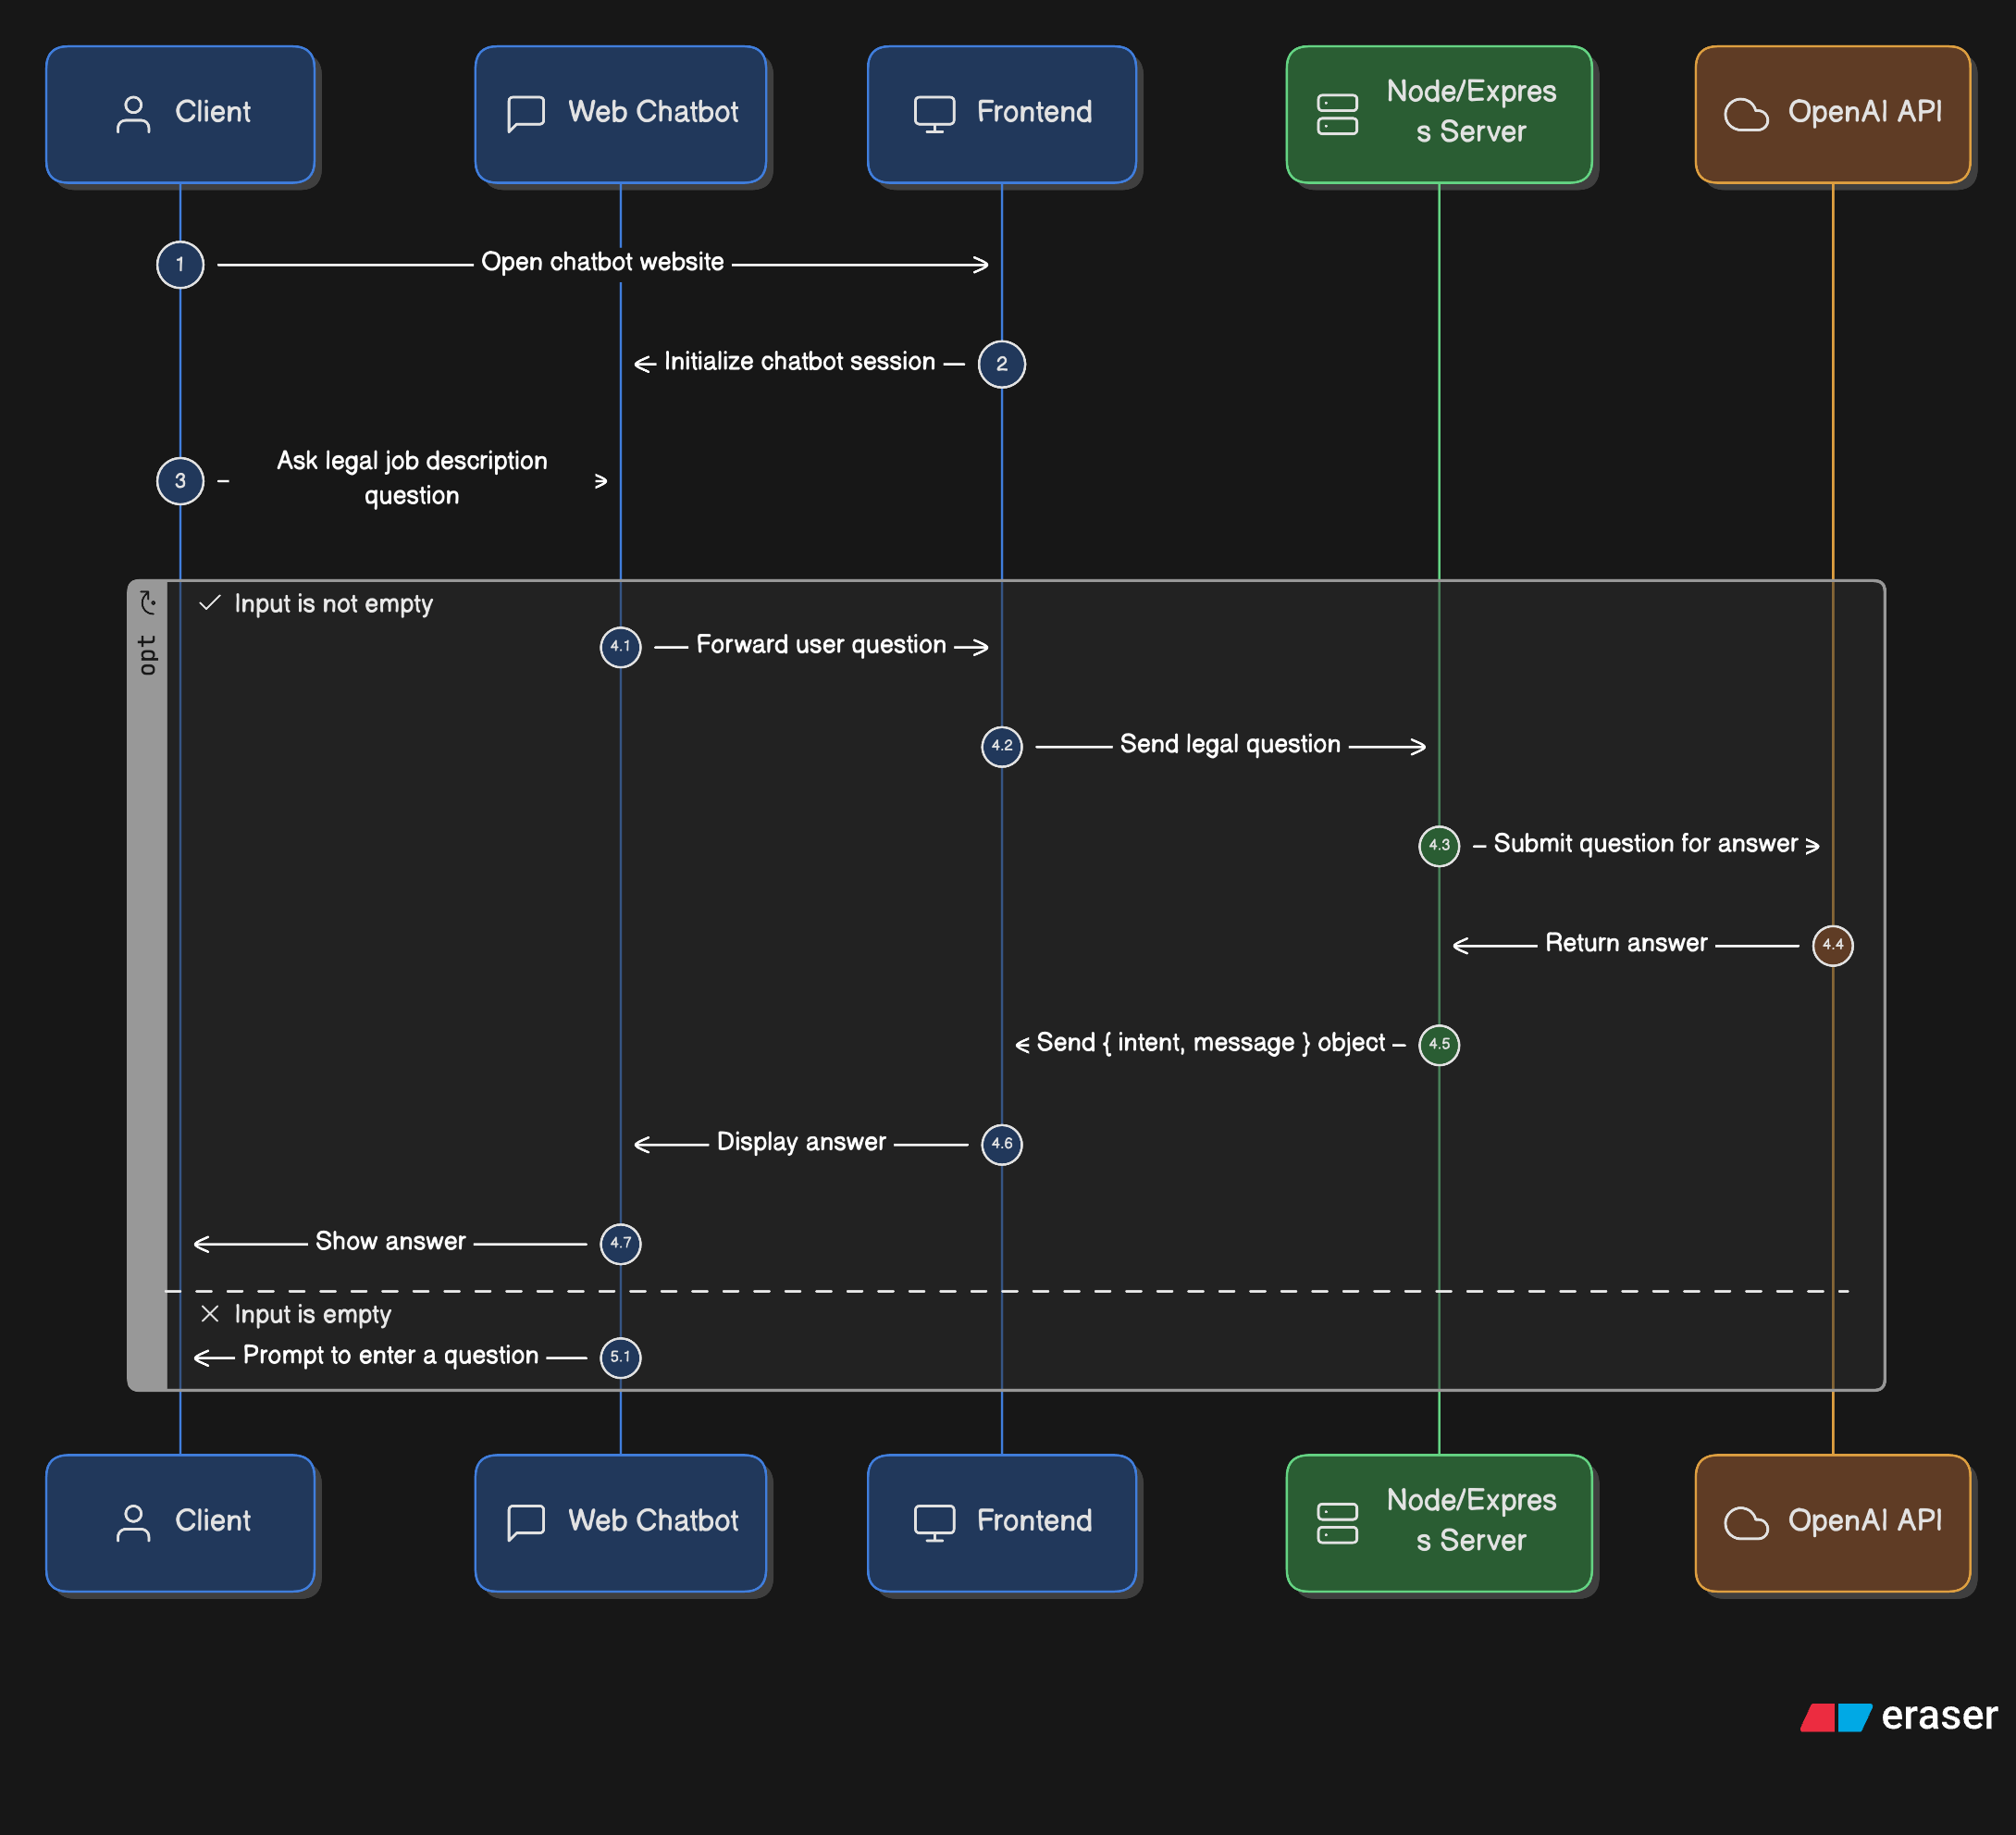 Client
Web Chatbot
Frontend
Node/Expres
s Server
OpenAI API
1
Open chatbot website
Initialize chatbot session
2
3
Ask legal job description
question
opt
Input is not empty
4.1
Forward user question
4.2
Send legal question
4.3
Submit question for answer
Return answer
4.4
Send { intent, message } object
4.5
Display answer
4.6
Show answer
4.7
Input is empty
Prompt to enter a question
5.1
Client
Web Chatbot
Frontend
Node/Expres
s Server
OpenAI API
eraser